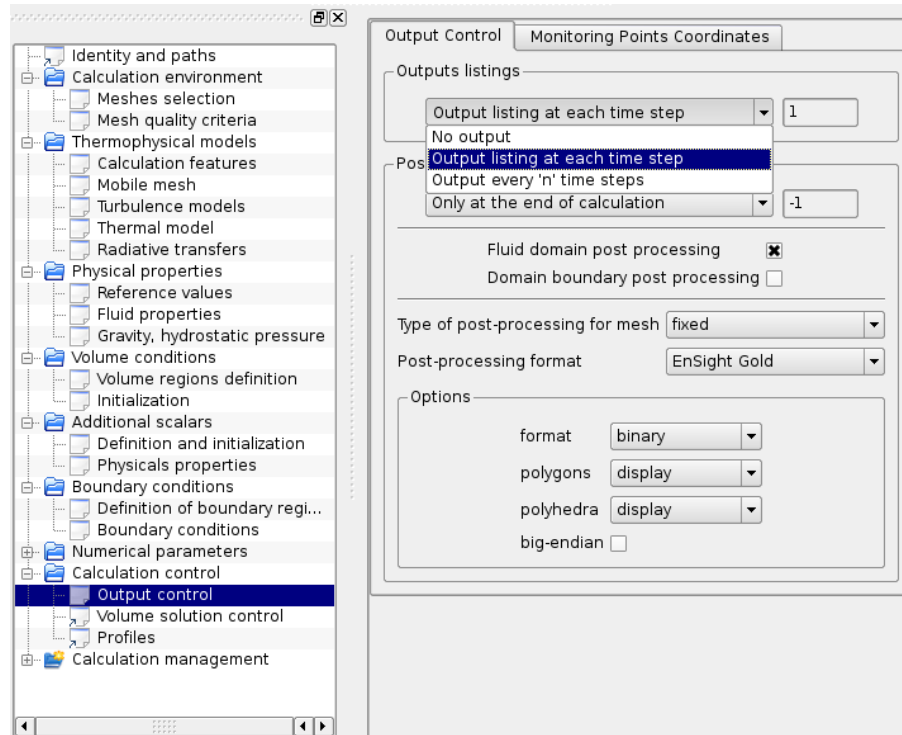 Identity and paths
Calculation environment
Meshes selection
Mesh quality criteria
Thermophysical models
Calculation features
Mobile mesh
Turbulence models
Thermal model
Radiative transfers
Physical properties
Reference values
Fluid properties
Gravity, hydrostatic pressure
Volume conditions
Volume regions definition
Initialization
Additional scalars
Definition and initialization
Physicals properties
Boundary conditions
Definition of boundary regi...
Boundary conditions
Numerical parameters
Calculation control
Output control
Volume solution control
Profiles
Calculation management
Output Control Monitoring Points Coordinates
Outputs listings
Output listing at each time step 1
No output
Output listing at each time step
Output every 'n' time steps
Pos
Only at the end of calculation -1
Fluid domain post processing
Domain boundary post processing
Type of post-processing for mesh fixed
Post-processing format EnSight Gold
Options
format binary
polygons display
polyhedra display
big-endian